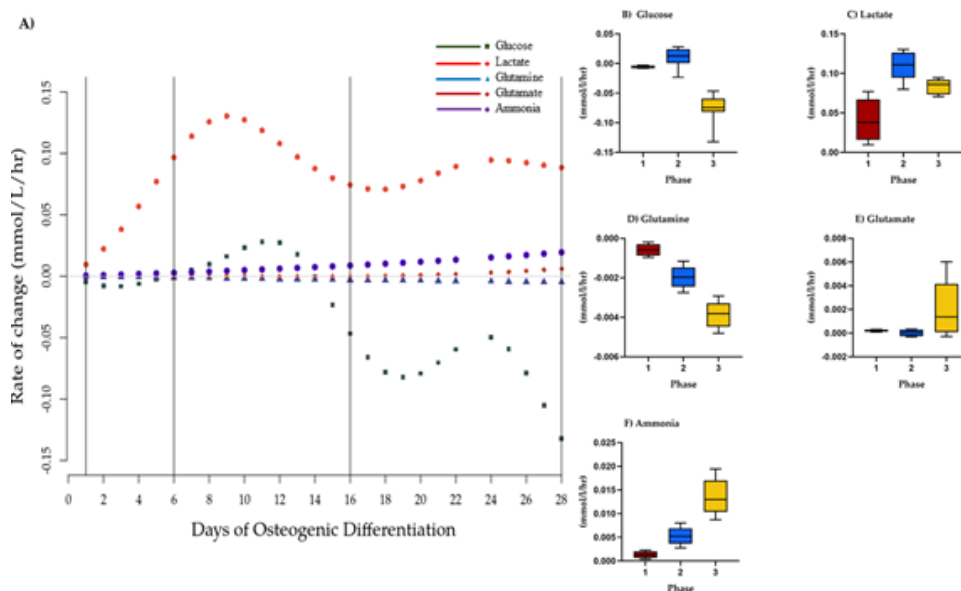 A)
Glucose
Lactate
Glutamine
Glutamate
Ammonia
Rate of change (mmol/L/hr)
0.15
0.10
0.05
0.00
-0.05
-0.10
-0.15
0 2 4 6 8 10 12 14 16 18 20 22 24 26 28
Days of Osteogenic Differentiation
B) Glucose
(mmol/l/hr)
0.05
0.00
-0.05
-0.10
-0.15
1 2 3
Phase
C) Lactate
(mmol/l/hr)
0.15
0.10
0.05
0.00
1 2 3
Phase
D) Glutamine
(mmol/l/hr)
0.000
-0.002
-0.004
-0.006
1 2 3
Phase
E) Glutamate
(mmol/l/hr)
0.008
0.006
0.004
0.002
0.000
-0.002
1 2 3
Phase
F) Ammonia
(mmol/l/hr)
0.025
0.020
0.015
0.010
0.005
0.000
1 2 3
Phase